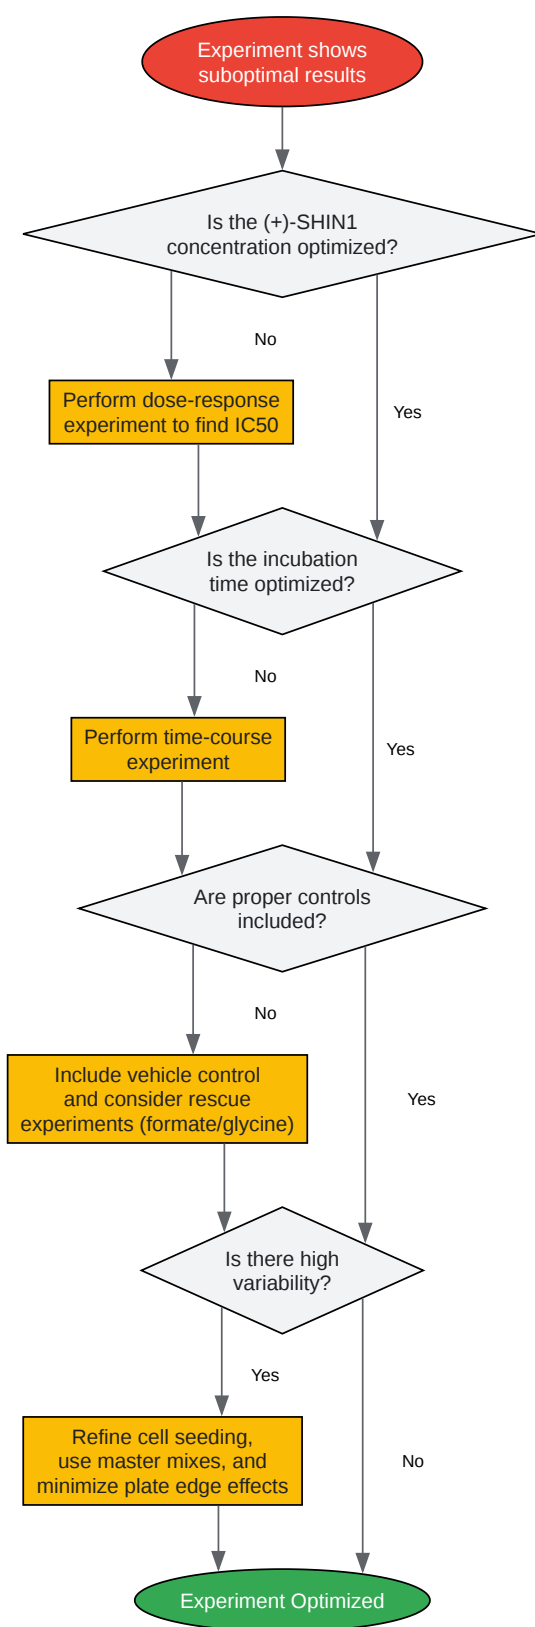 Experiment shows
suboptimal results
Is the (+)-SHIN1
concentration optimized?
No
Perform dose-response
experiment to find IC50
Yes
Is the incubation
time optimized?
No
Perform time-course
experiment
Yes
Are proper controls
included?
No
Include vehicle control
and consider rescue
experiments (formate/glycine)
Yes
Is there high
variability?
Yes
Refine cell seeding,
use master mixes, and
minimize plate edge effects
No
Experiment Optimized